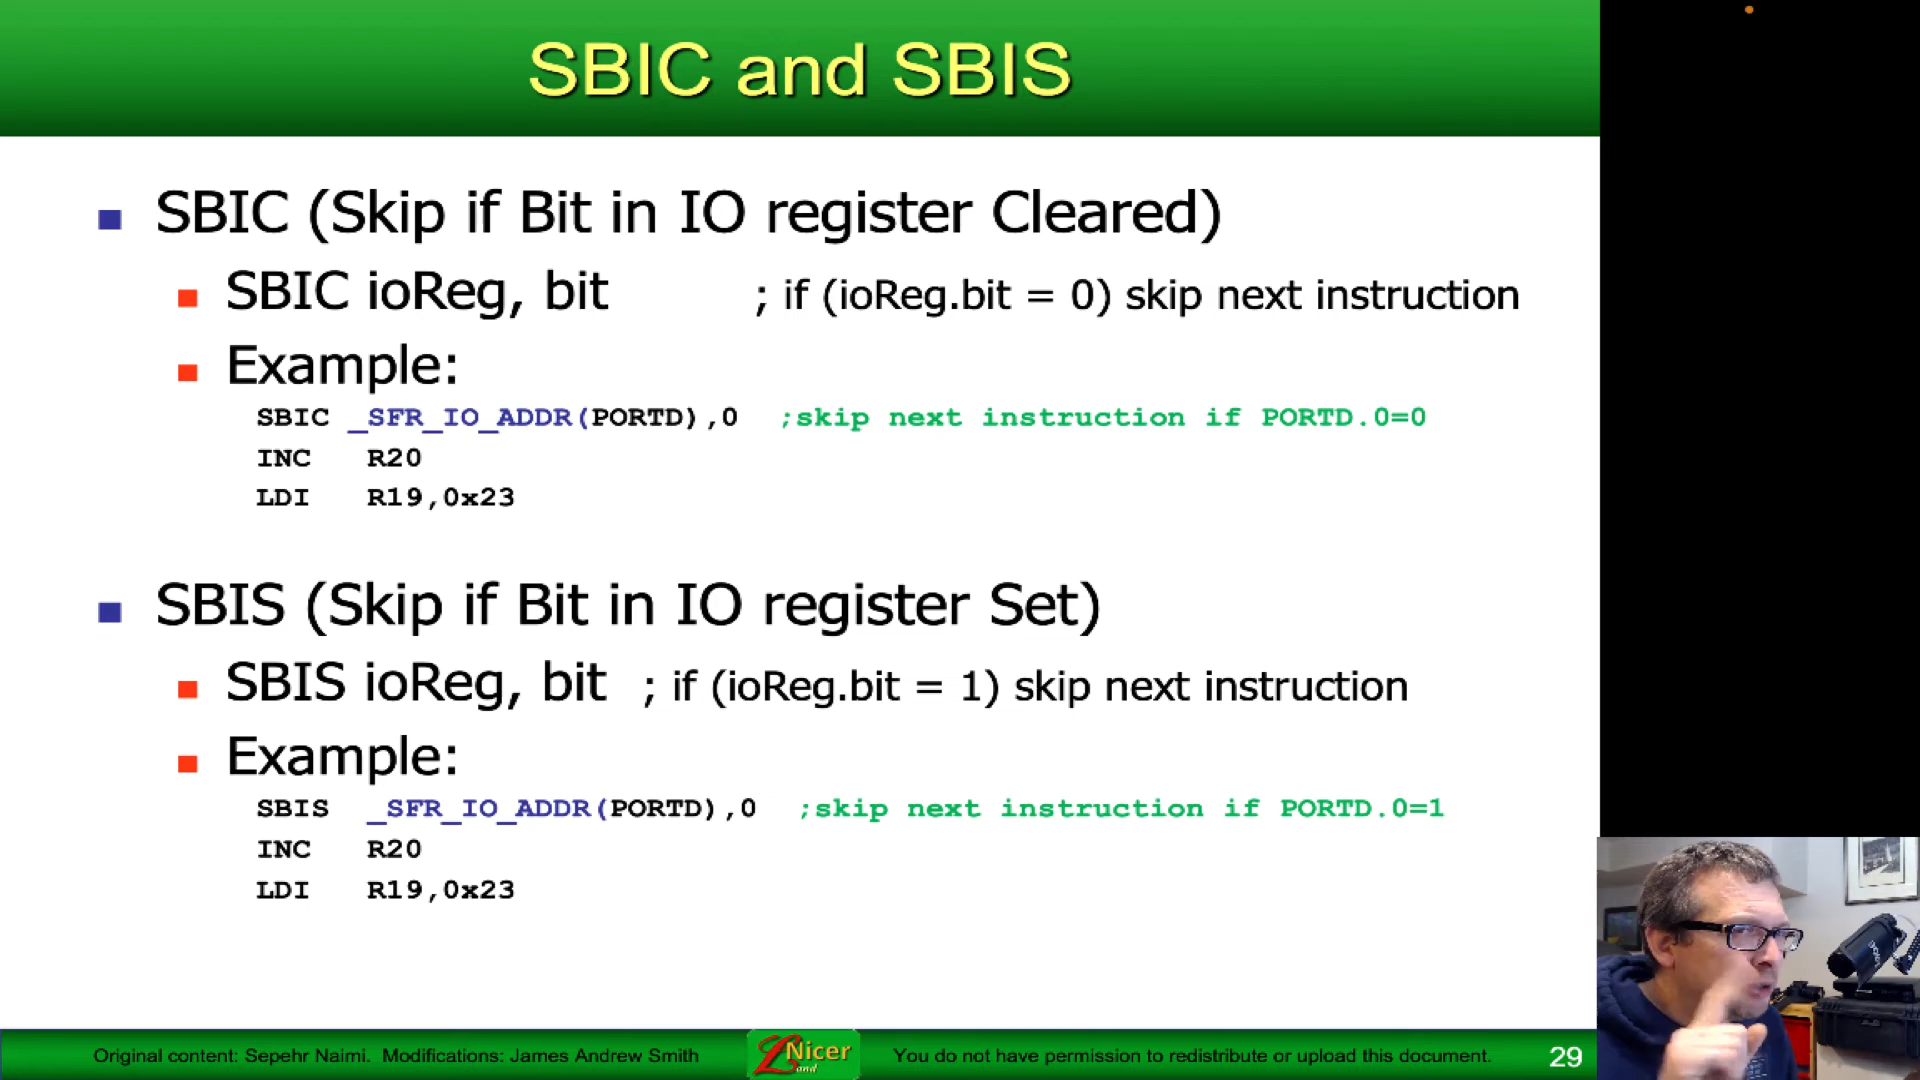 SBIC and SBIS
SBIC (Skip if Bit in IO register Cleared)
SBIC ioReg, bit ; if (ioReg.bit = 0) skip next instruction
Example:
SBIC _SFR_IO_ADDR(PORTD),0 ;skip next instruction if PORTD.0=0
INC R20
LDI R19,0x23
SBIS (Skip if Bit in IO register Set)
SBIS ioReg, bit ; if (ioReg.bit = 1) skip next instruction
Example:
SBIS _SFR_IO_ADDR(PORTD),0 ;skip next instruction if PORTD.0=1
INC R20
LDI R19,0x23
Original content: Sepehr Naimi. Modifications: James Andrew Smith
Nicer
Land
You do not have permission to redistribute or upload this document.
29